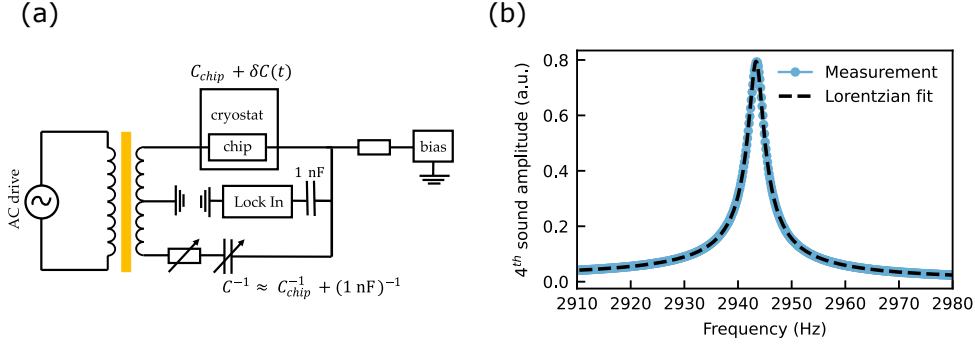 (a)
C_chip + δC(t)
cryostat
chip
bias
AC drive
1 nF
Lock In
C⁻¹ ≈ C_chip⁻¹ + (1 nF)⁻¹
(b)
4ᵗʰ sound amplitude (a.u.)
0.8
0.6
0.4
0.2
0.0
Measurement
Lorentzian fit
2910 2920 2930 2940 2950 2960 2970 2980
Frequency (Hz)